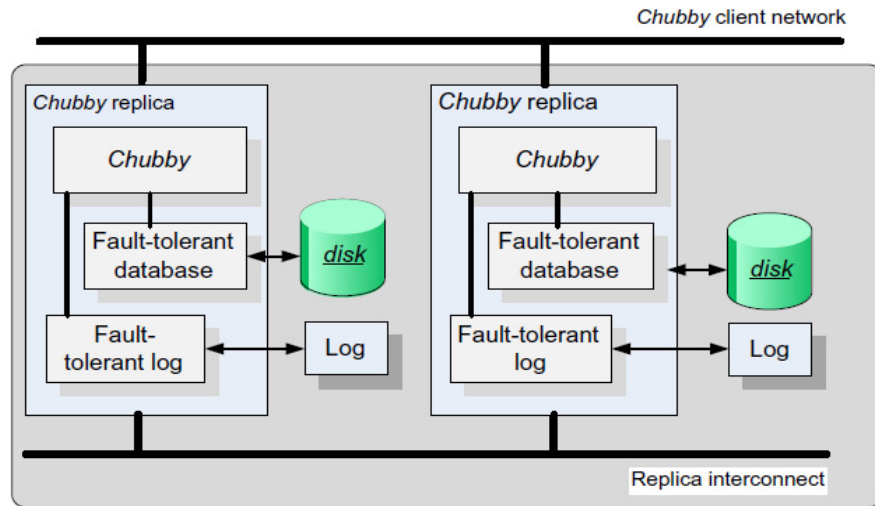 Chubby client network
Chubby replica
Chubby
Fault-tolerant
database
disk
Fault-
tolerant log
Log
Chubby replica
Chubby
Fault-tolerant
database
disk
Fault-tolerant
log
Log
Replica interconnect